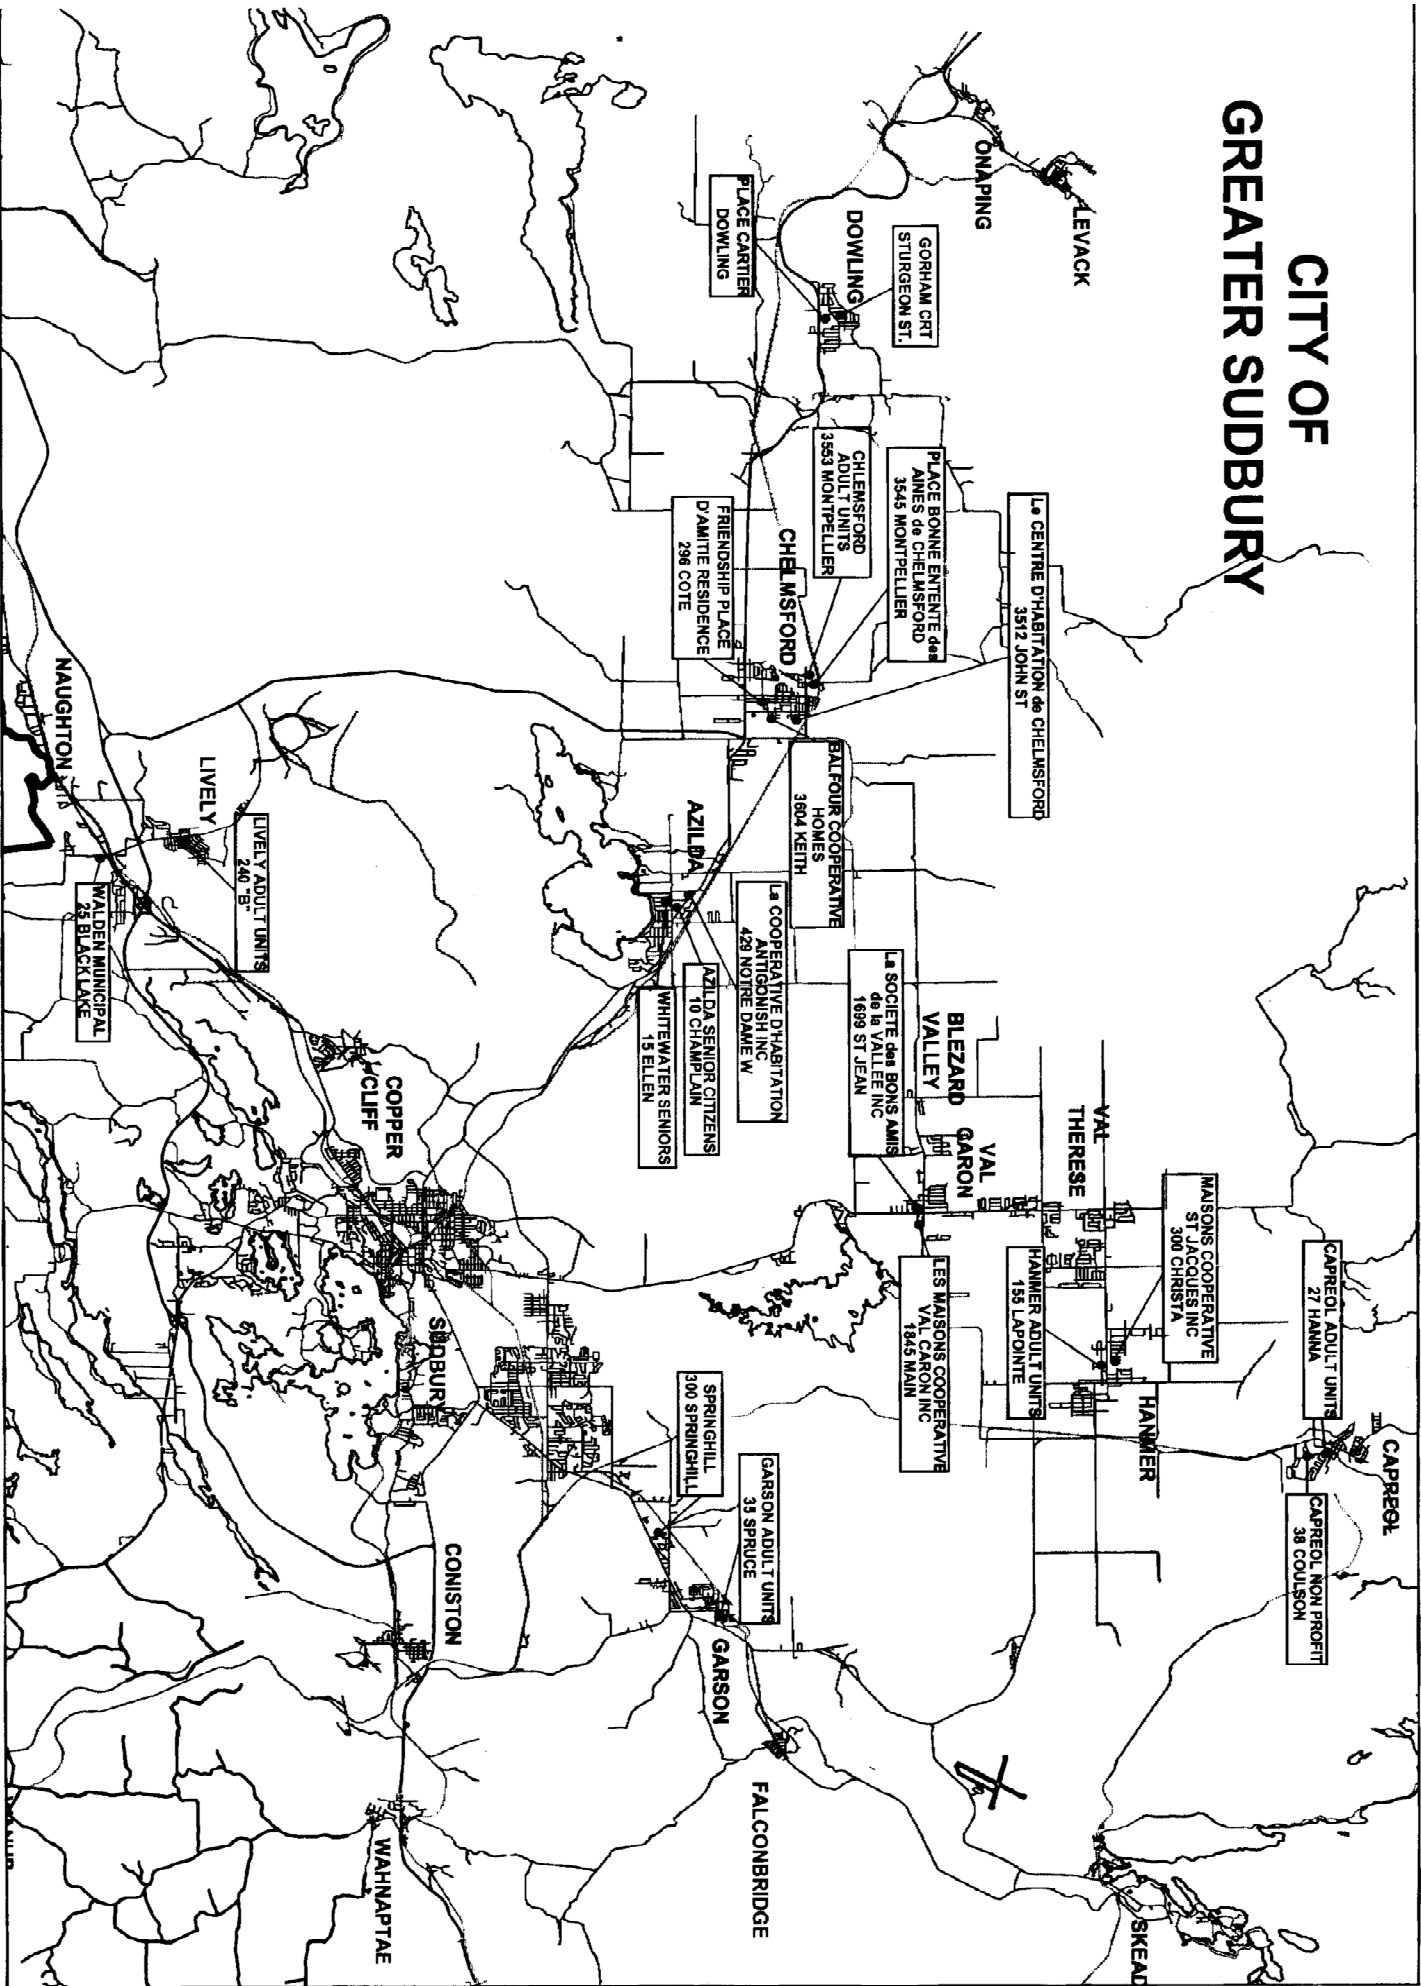 CITY OF
GREATER SUDBURY
LEVACK
ONAPING
DOWLING
GORHAM CRT
STURGEON ST.
PLACE CARTIER
DOWLING
Le CENTRE D'HABITATION de CHELMSFORD
3512 JOHN ST
PLACE BONNE ENTENTE des
AINES de CHELMSFORD
3545 MONTPELLIER
CHLEMSFORD
ADULT UNITS
3553 MONTPELLIER
CHELMSFORD
FRIENDSHIP PLACE
D'AMITIE RESIDENCE
296 COTE
BALFOUR COOPERATIVE
HOMES
3604 KEITH
AZILDA
La COOPERATIVE D'HABITATION
ANTIGONISH INC
429 NOTRE DAME W
AZILDA SENIOR CITIZENS
10 CHAMPLAIN
WHITEWATER SENIORS
15 ELLEN
La SOCIETE des BONS AMIS
de la VALLEE INC
1699 ST JEAN
BLEZARD
VALLEY
VAL
CARON
VAL
THERESE
MAISONS COOPERATIVE
ST JACQUES INC
300 CHRISTA
HANMER ADULT UNITS
155 LAPOINTE
LES MAISONS COOPERATIVE
VAL CARON INC
1845 MAIN
HANMER
CAPREOL ADULT UNITS
27 HANNA
CAPREOL
CAPREOL NON PROFIT
38 COULSON
SPRINGHILL
300 SPRINGHILL
GARSON ADULT UNITS
35 SPRUCE
GARSON
FALCONBRIDGE
SKEAD
NAUGHTON
LIVELY
LIVELY ADULT UNITS
240 "B"
WALDEN MUNICIPAL
25 BLACK LAKE
COPPER
CLIFF
SUDBURY
CONISTON
WAHNAPTAE